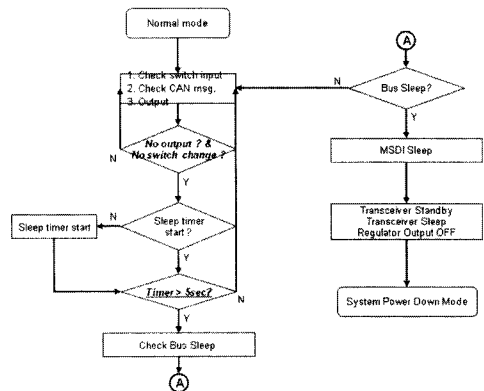 Normal mode
1. Check switch input
2. Check CAN msg.
3. Output
No output ? &
No switch change ?
N
Y
Sleep timer
start ?
N
Y
Sleep timer start
Timer > 5sec?
N
Y
Check Bus Sleep
A
A
Bus Sleep?
N
Y
MSDI Sleep
Transceiver Standby
Transceiver Sleep
Regulator Output OFF
System Power Down Mode